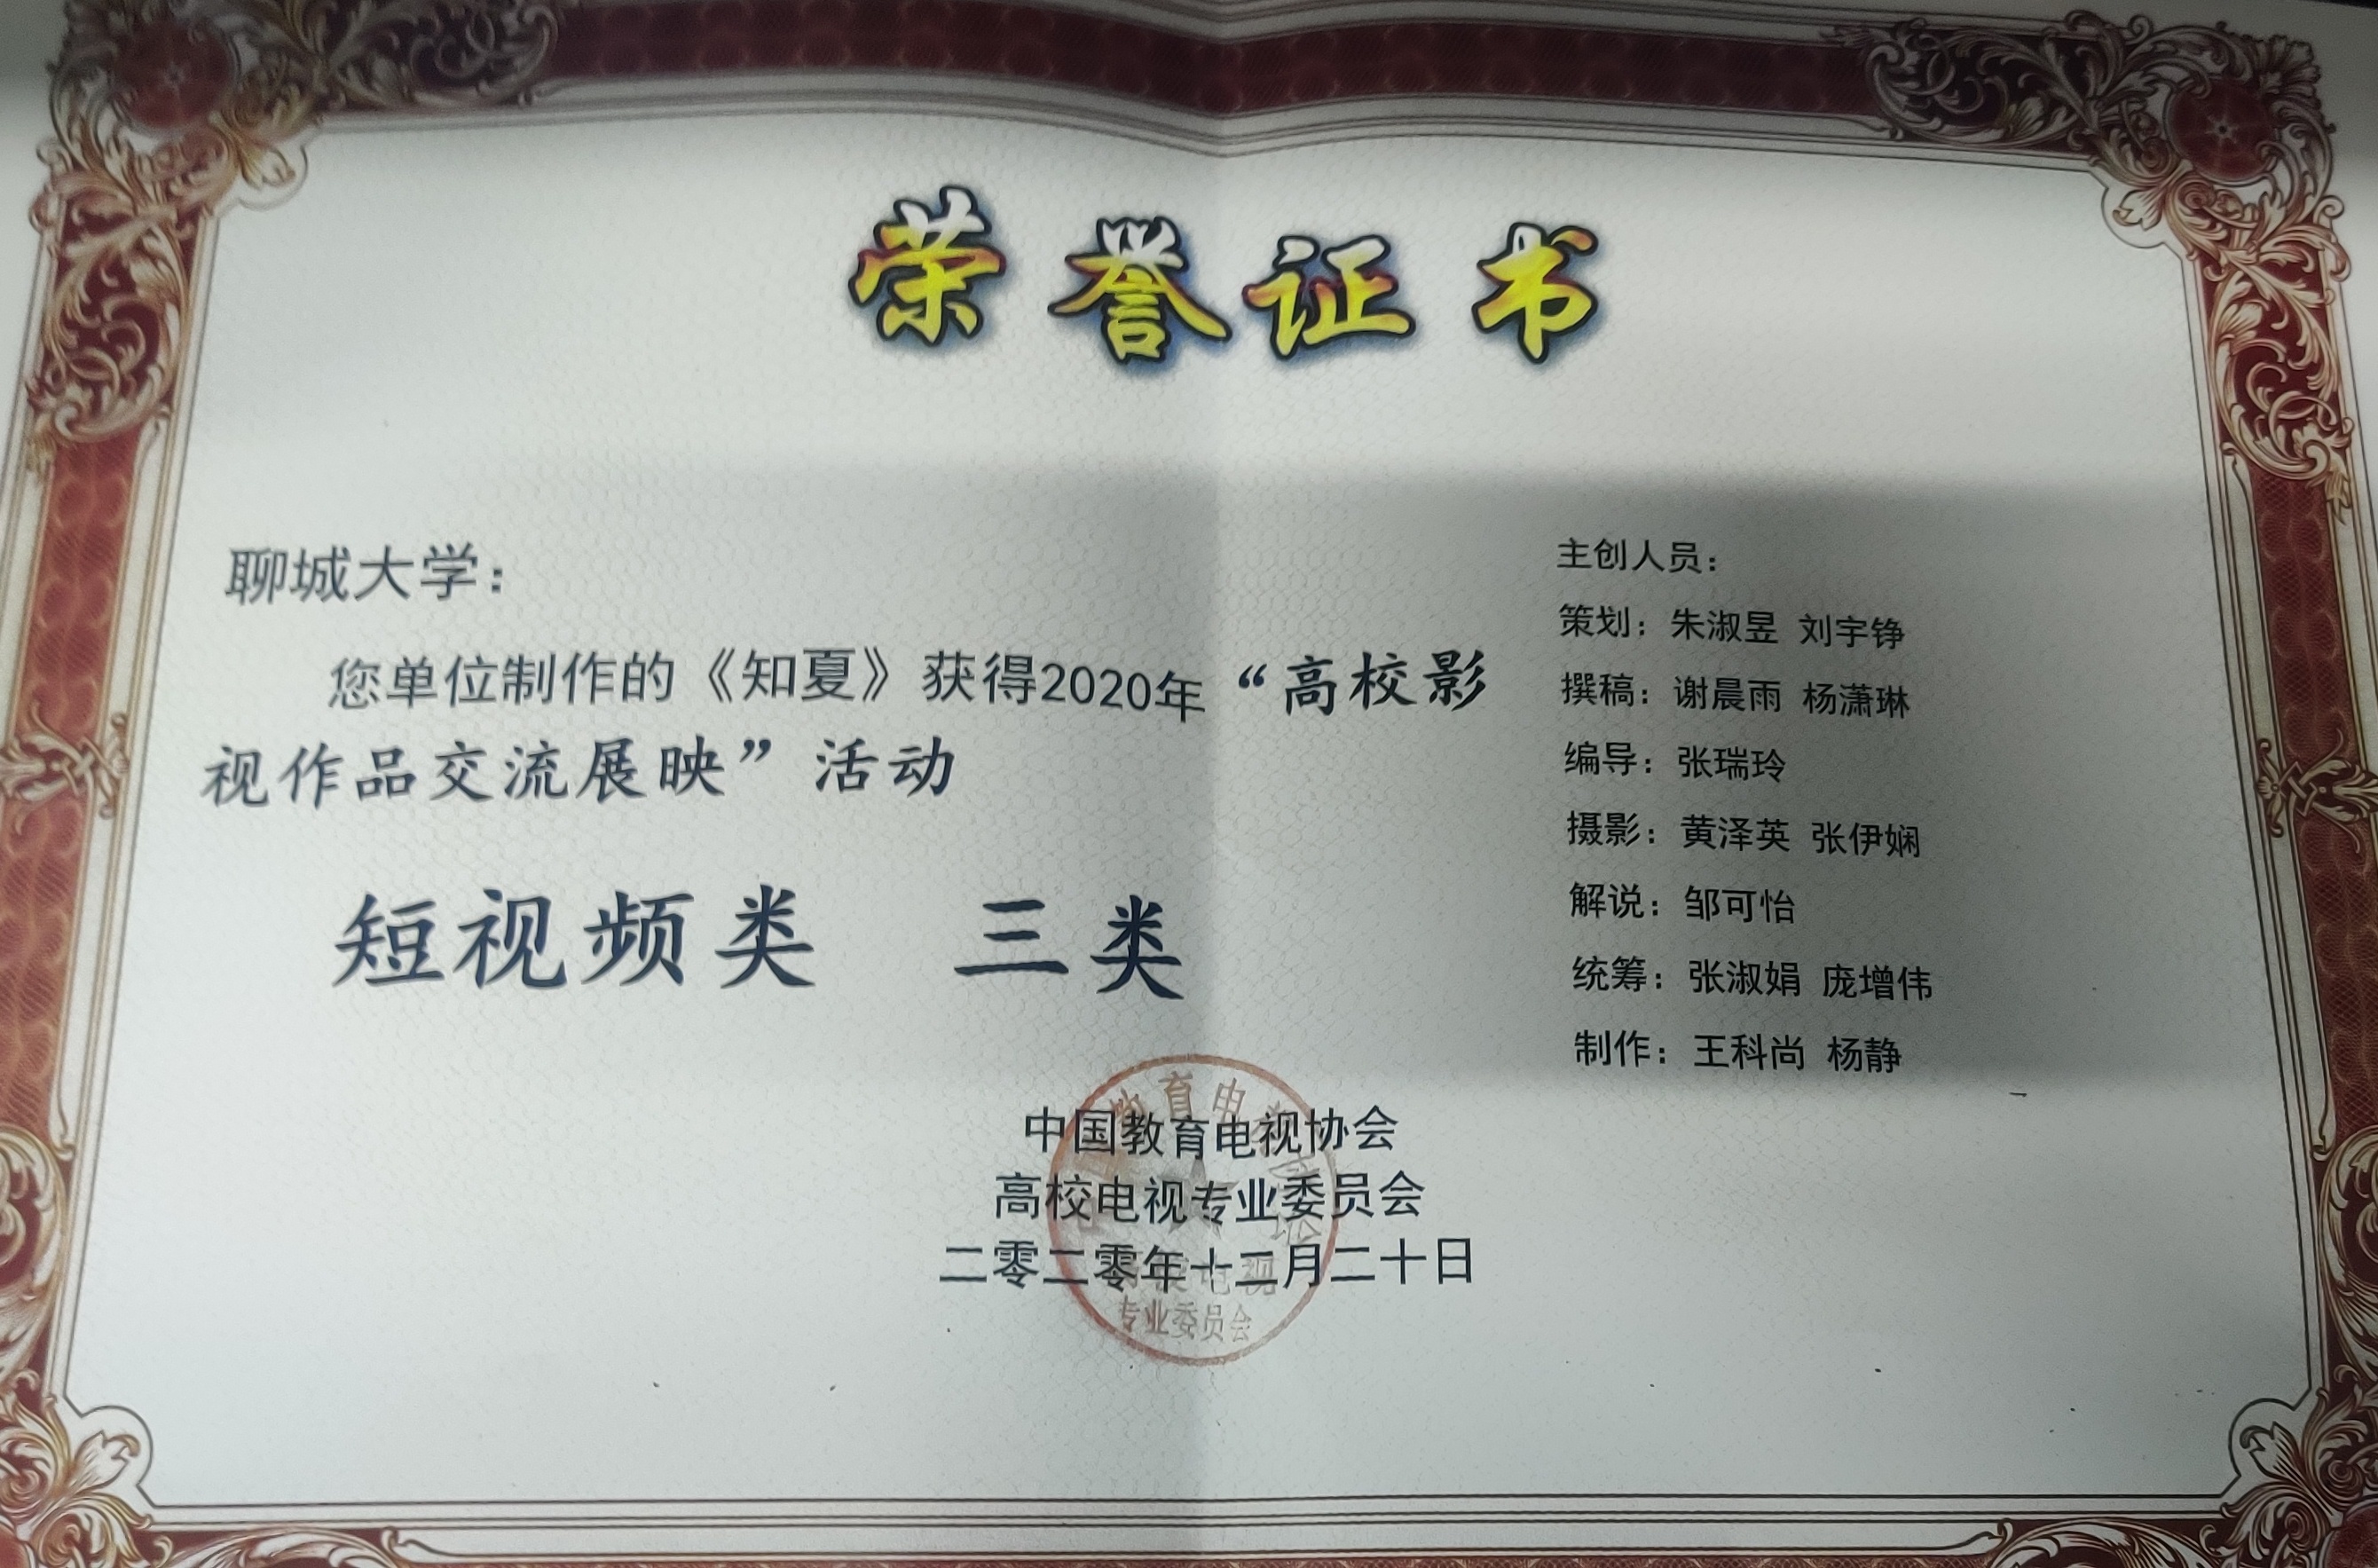 荣誉证书
聊城大学：
您单位制作的《知夏》获得2020年“高校影
视作品交流展映”活动
短视频类 三类
主创人员：
策划：朱淑昱 刘宇铮
撰稿：谢晨雨 杨潇琳
编导：张瑞玲
摄影：黄泽英 张伊娴
解说：邹可怡
统筹：张淑娟 庞增伟
制作：王科尚 杨静
中国教育电视协会
高校电视专业委员会
二零二零年十二月二十日
专业委员会